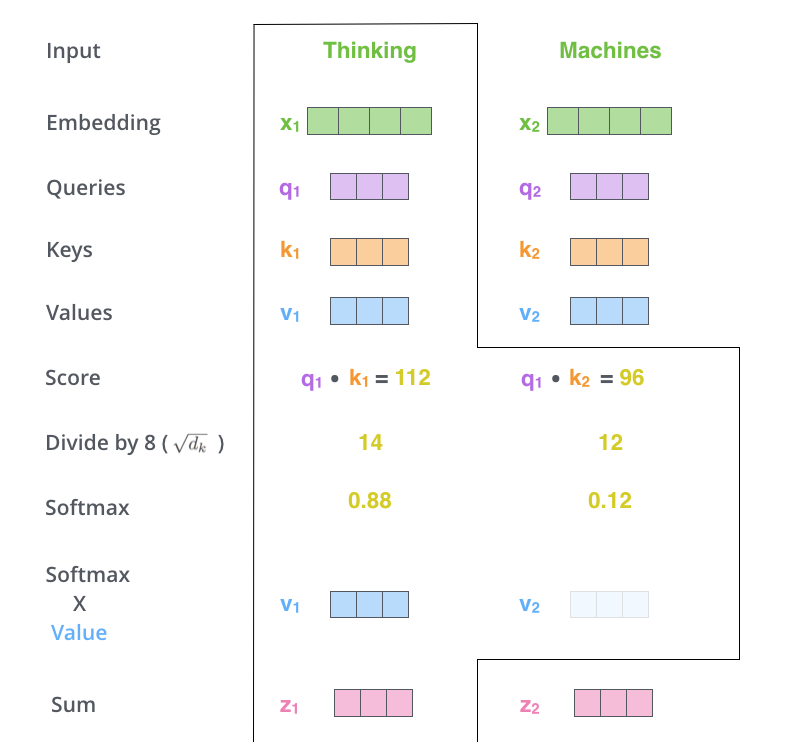 Input Thinking Machines
Embedding x₁ x₂
Queries q₁ q₂
Keys k₁ k₂
Values v₁ v₂
Score q₁ • k₁ = 112 q₁ • k₂ = 96
Divide by 8 ( √dₖ ) 14 12
Softmax 0.88 0.12
Softmax
X
Value v₁ v₂
Sum z₁ z₂